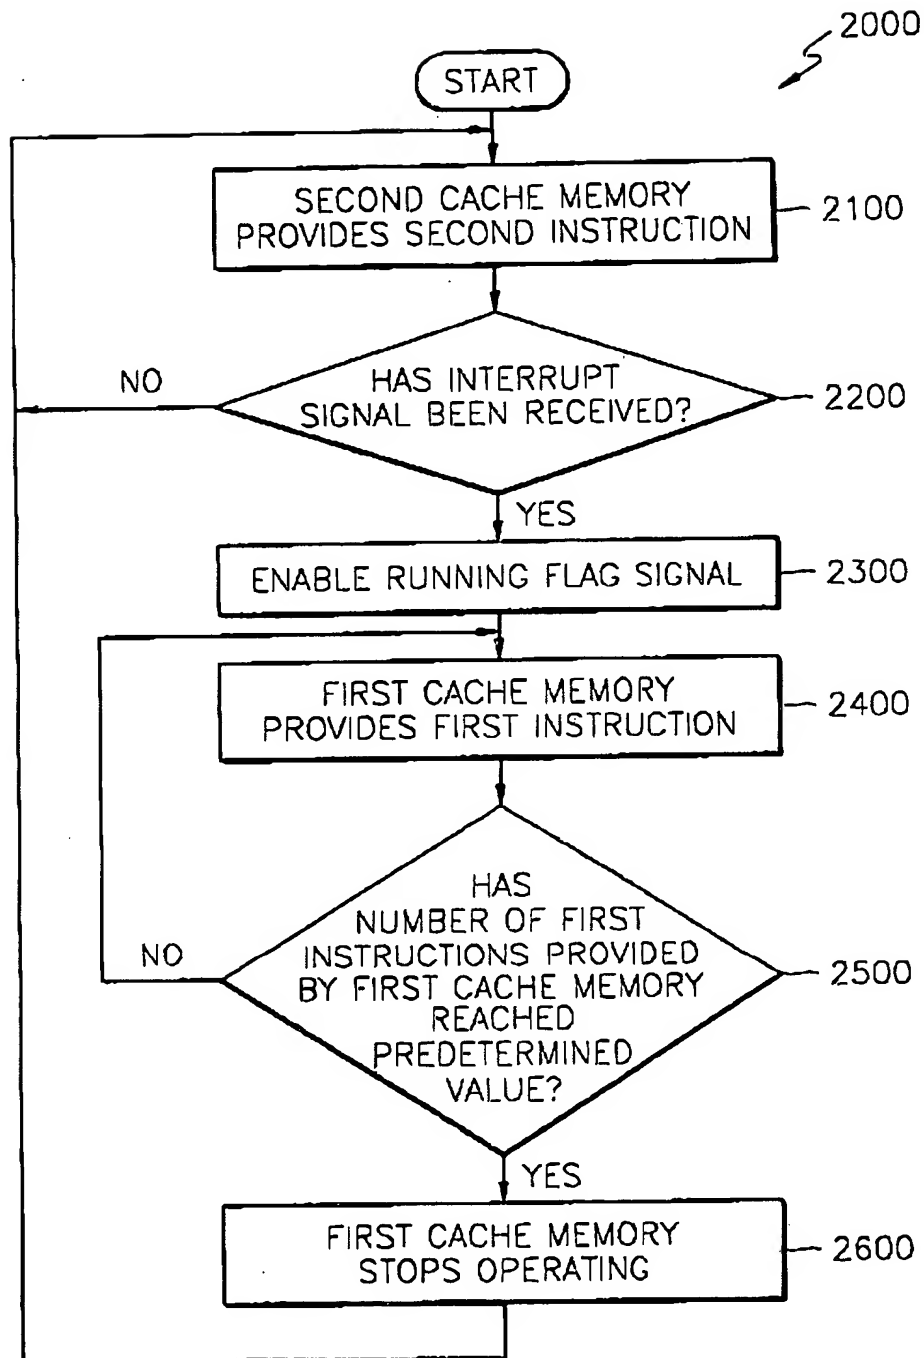 2000
START
SECOND CACHE MEMORY
PROVIDES SECOND INSTRUCTION
2100
HAS INTERRUPT
SIGNAL BEEN RECEIVED?
2200
NO
YES
ENABLE RUNNING FLAG SIGNAL
2300
FIRST CACHE MEMORY
PROVIDES FIRST INSTRUCTION
2400
HAS
NUMBER OF FIRST
INSTRUCTIONS PROVIDED
BY FIRST CACHE MEMORY
REACHED
PREDETERMINED
VALUE?
2500
NO
YES
FIRST CACHE MEMORY
STOPS OPERATING
2600